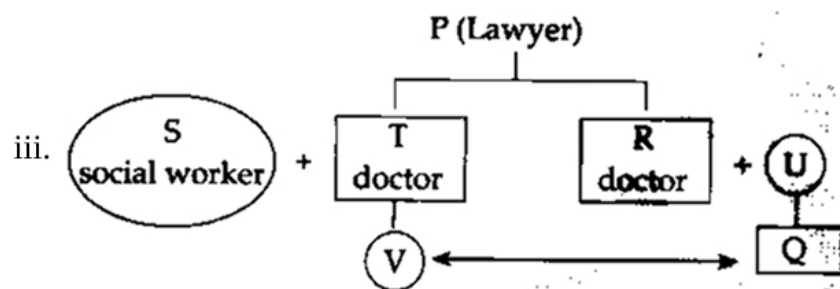 P (Lawyer)
iii. S social worker + T doctor R doctor + U
V Q